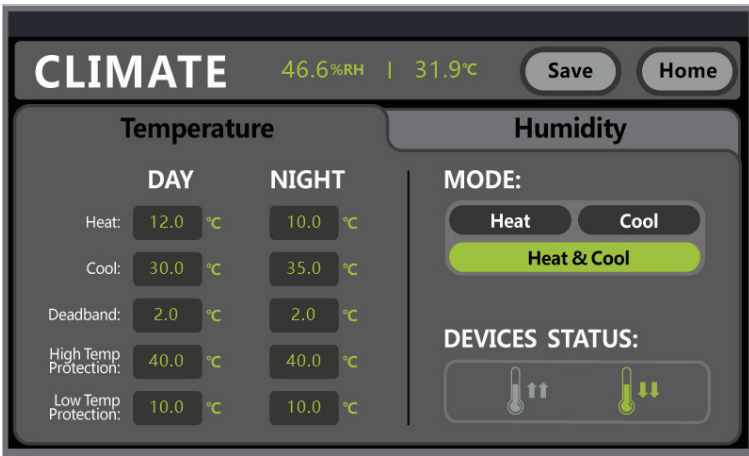 CLIMATE 46.6%RH | 31.9℃ Save Home
Temperature Humidity
DAY NIGHT MODE:
Heat: 12.0 ℃ 10.0 ℃ Heat Cool
Cool: 30.0 ℃ 35.0 ℃ Heat & Cool
Deadband: 2.0 ℃ 2.0 ℃
DEVICES STATUS:
High Temp
Protection: 40.0 ℃ 40.0 ℃
Low Temp
Protection: 10.0 ℃ 10.0 ℃